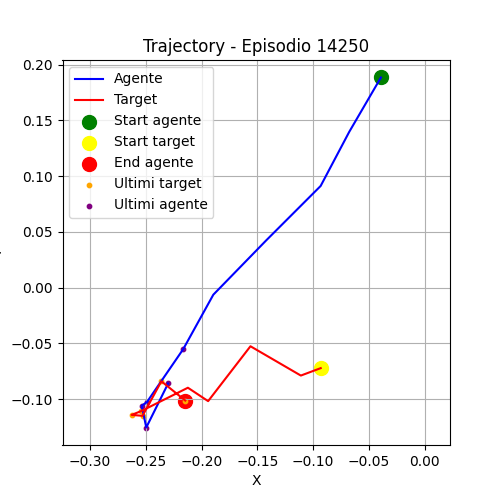 Trajectory - Episodio 14250
Agente
Target
Start agente
Start target
End agente
Ultimi target
Ultimi agente
0.20
0.15
0.10
0.05
0.00
−0.05
−0.10
−0.30
−0.25
−0.20
−0.15
−0.10
−0.05
0.00
X